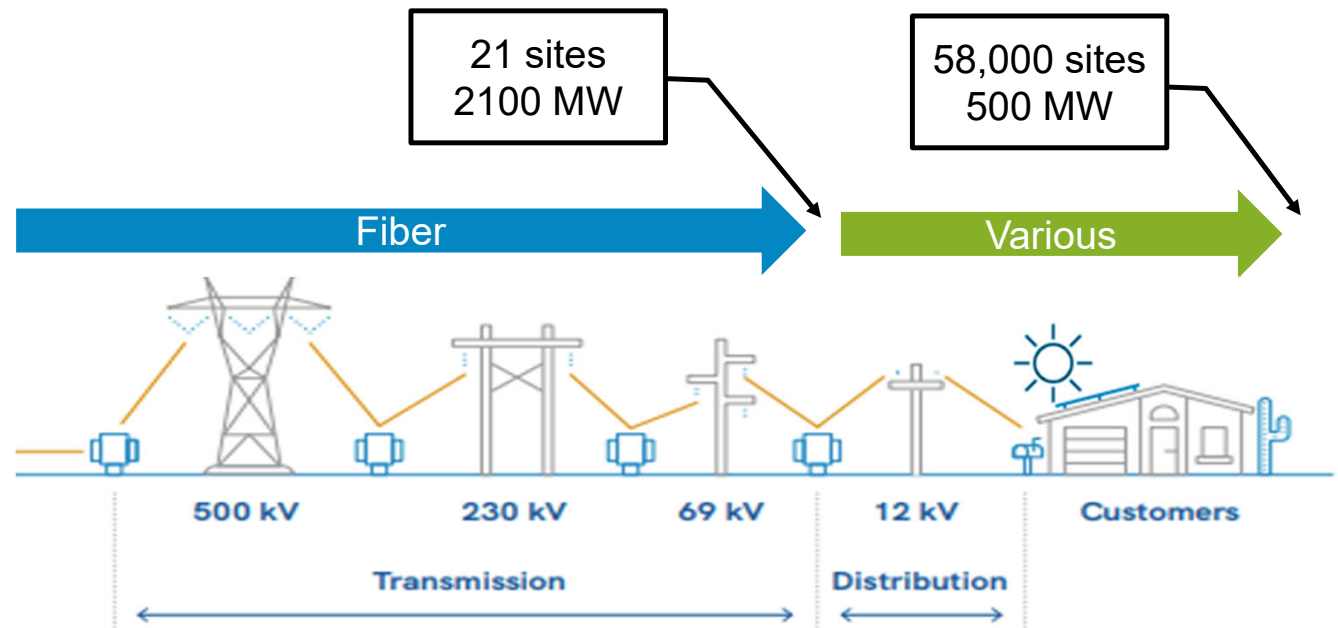 21 sites
2100 MW
58,000 sites
500 MW
Fiber
Various
500 kV
230 kV
69 kV
12 kV
Customers
Transmission
Distribution